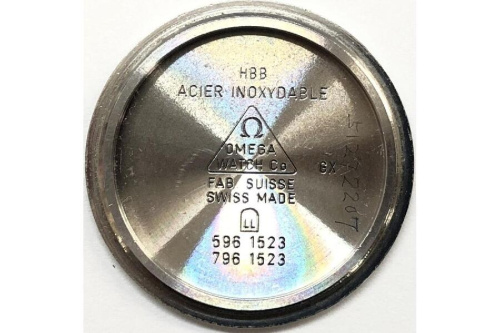 HBB
ACIER INOXYDABLE
Ω
OMEGA
WATCH Co
GX
FAB. SUISSE
SWISS MADE
LL
596 1523
796 1523